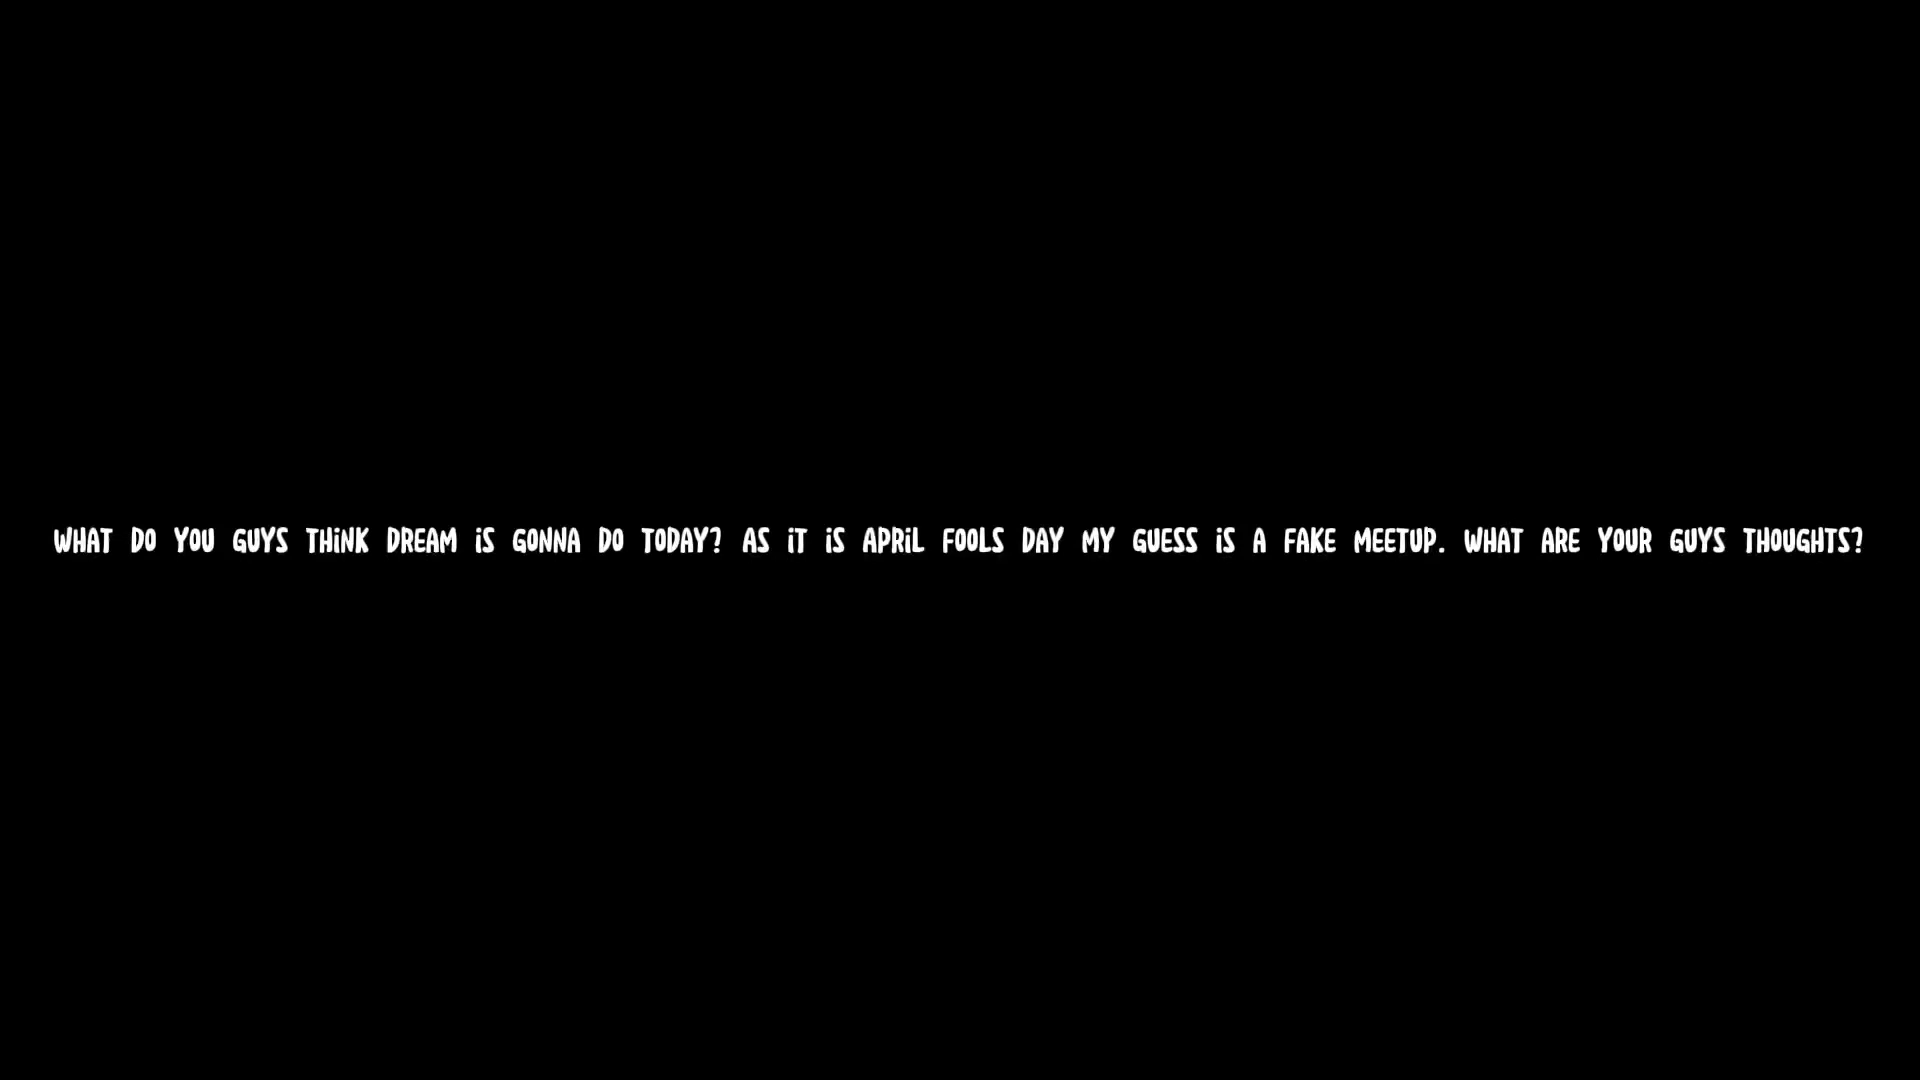 WHAT DO YOU GUYS THiNK DREAM iS GONNA DO TODAY? AS iT iS APRiL FOOLS DAY MY GUESS iS A FAKE MEETUP. WHAT ARE YOUR GUYS THOUGHTS?